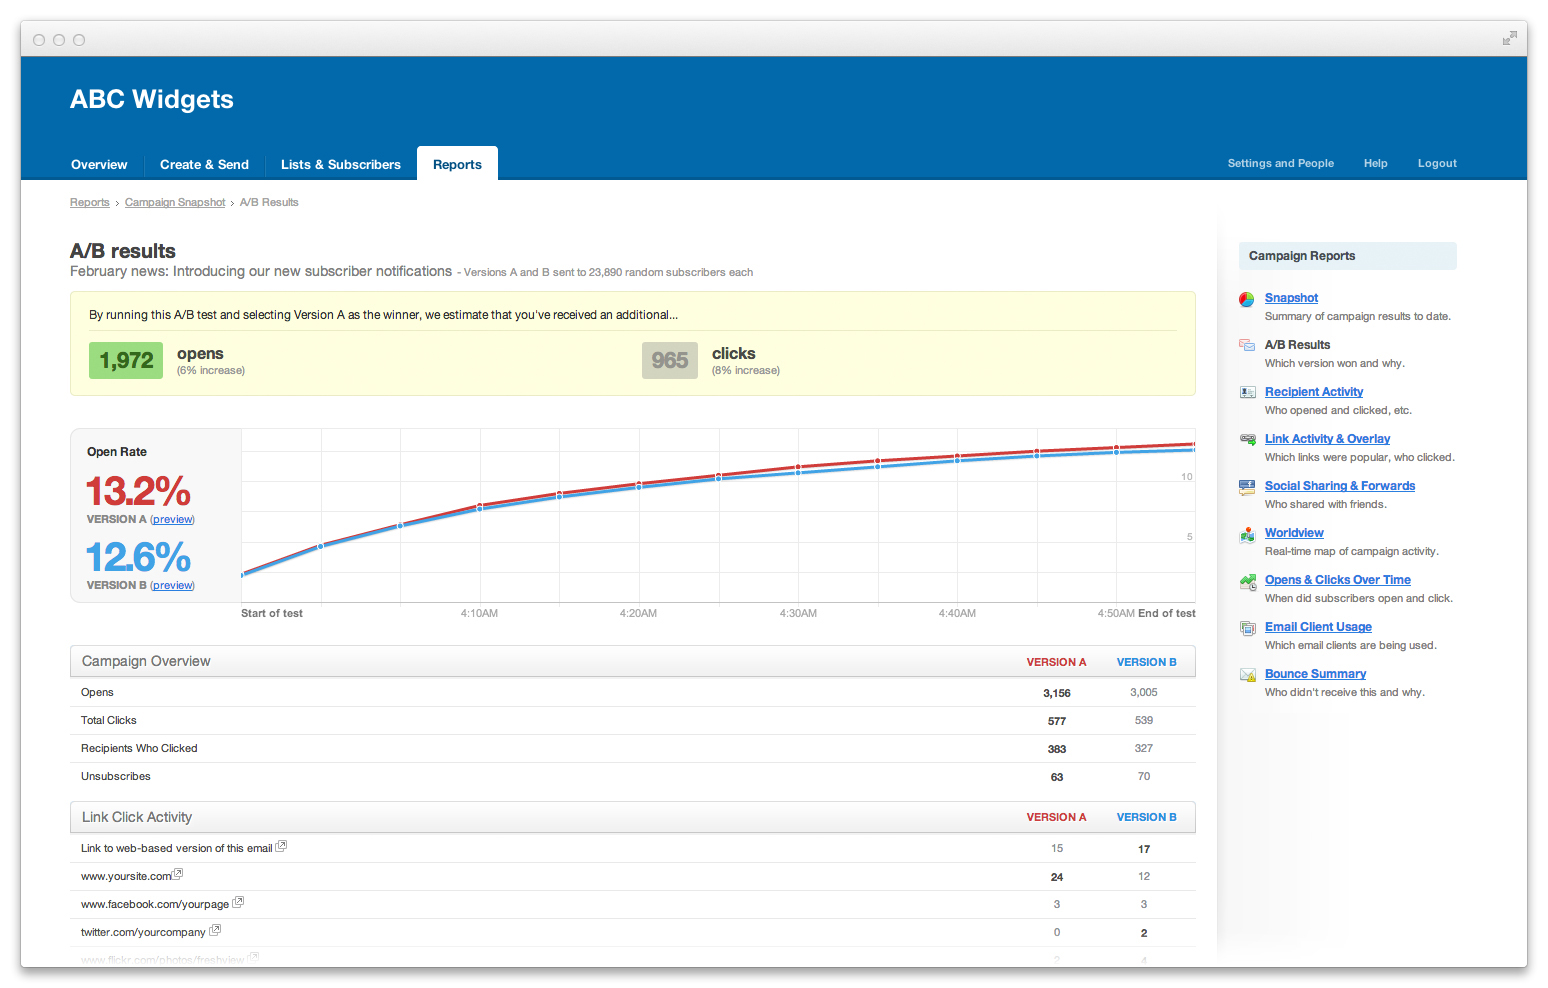 ABC Widgets
Overview Create & Send Lists & Subscribers Reports Settings and People Help Logout
Reports › Campaign Snapshot › A/B Results
A/B results
February news: Introducing our new subscriber notifications - Versions A and B sent to 23,890 random subscribers each
By running this A/B test and selecting Version A as the winner, we estimate that you've received an additional...
1,972 opens (6% increase)
965 clicks (8% increase)
Open Rate
13.2%
VERSION A (preview)
12.6%
VERSION B (preview)
10
5
Start of test 4:10AM 4:20AM 4:30AM 4:40AM 4:50AM End of test
Campaign Overview VERSION A VERSION B
Opens 3,156 3,005
Total Clicks 577 539
Recipients Who Clicked 383 327
Unsubscribes 63 70
Link Click Activity VERSION A VERSION B
Link to web-based version of this email 15 17
www.yoursite.com 24 12
www.facebook.com/yourpage 3 3
twitter.com/yourcompany 0 2
www.flickr.com/photos/freshview 2 4
Campaign Reports
Snapshot
Summary of campaign results to date.
A/B Results
Which version won and why.
Recipient Activity
Who opened and clicked, etc.
Link Activity & Overlay
Which links were popular, who clicked.
Social Sharing & Forwards
Who shared with friends.
Worldview
Real-time map of campaign activity.
Opens & Clicks Over Time
When did subscribers open and click.
Email Client Usage
Which email clients are being used.
Bounce Summary
Who didn't receive this and why.